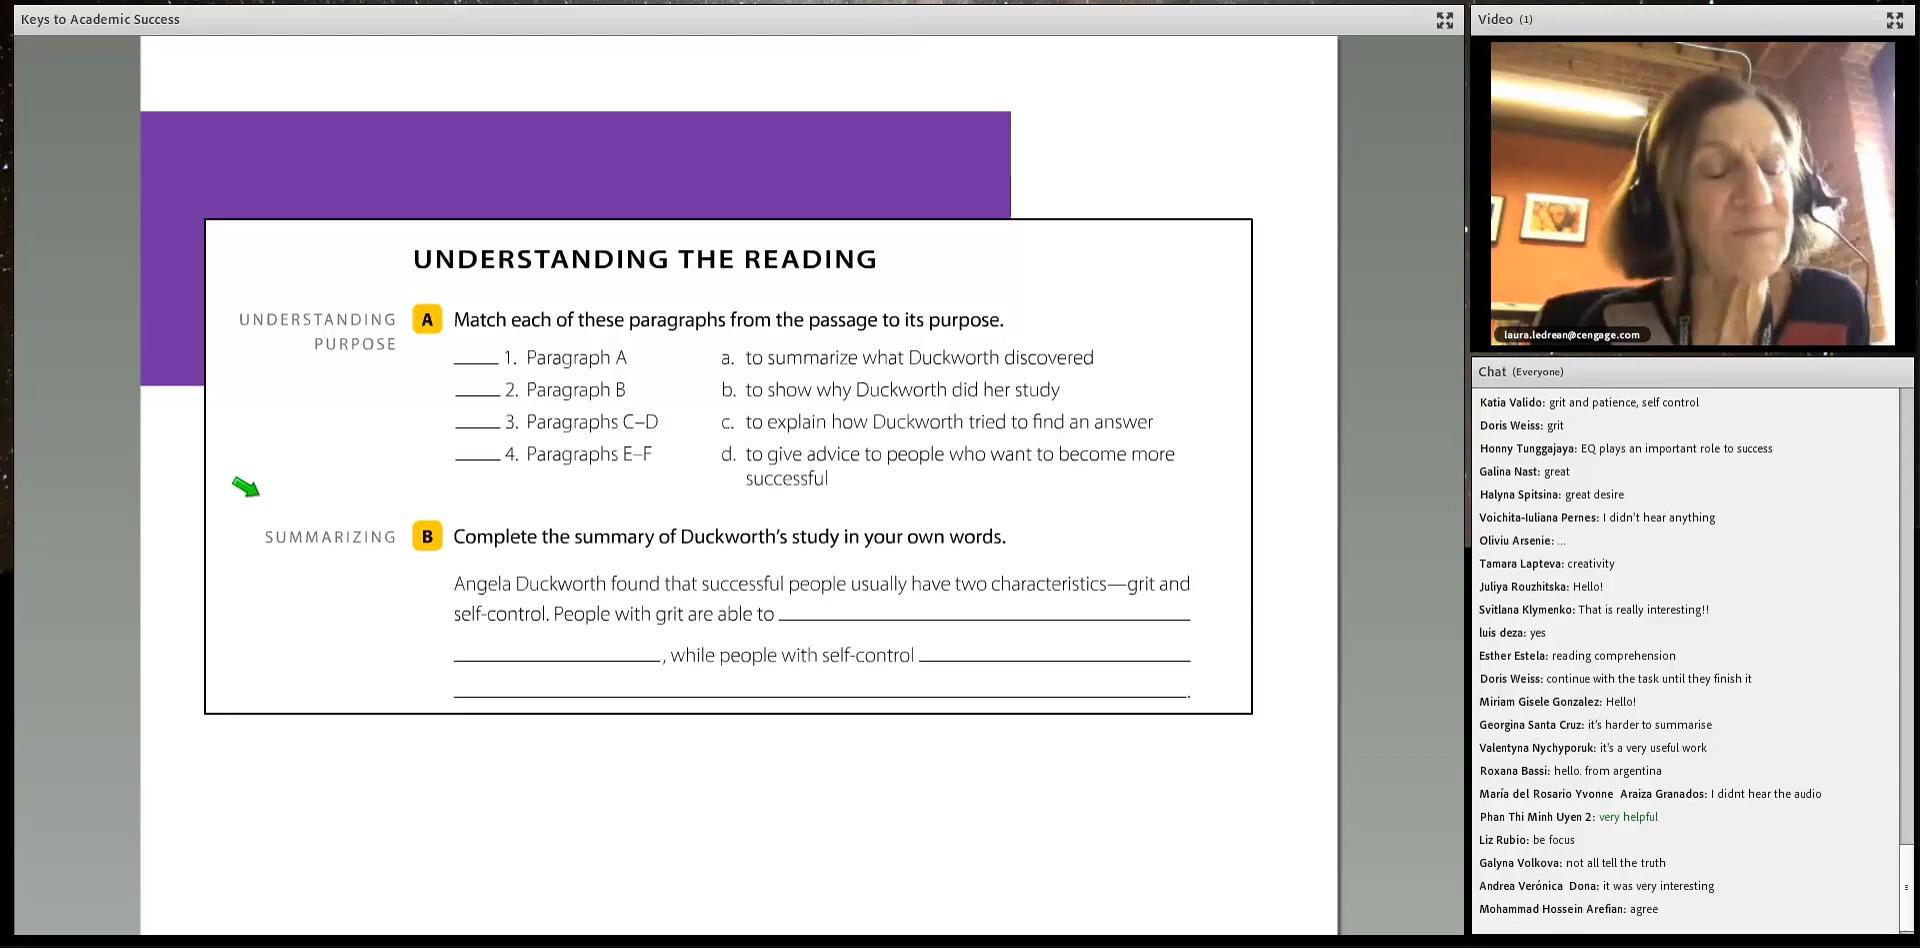 Keys to Academic Success
UNDERSTANDING THE READING
UNDERSTANDING
PURPOSE
A Match each of these paragraphs from the passage to its purpose.
_____ 1. Paragraph A a. to summarize what Duckworth discovered
_____ 2. Paragraph B b. to show why Duckworth did her study
_____ 3. Paragraphs C–D c. to explain how Duckworth tried to find an answer
_____ 4. Paragraphs E–F d. to give advice to people who want to become more
successful
SUMMARIZING B Complete the summary of Duckworth's study in your own words.
Angela Duckworth found that successful people usually have two characteristics—grit and
self-control. People with grit are able to ______________________
______________________, while people with self-control ______________________
______________________.
Video (1)
laura.ledrean@cengage.com
Chat (Everyone)
Katia Valido: grit and patience, self control
Doris Weiss: grit
Honny Tunggajaya: EQ plays an important role to success
Galina Nast: great
Halyna Spitsina: great desire
Voichita-Iuliana Pernes: I didn't hear anything
Oliviu Arsenie: ...
Tamara Lapteva: creativity
Juliya Rouzhitska: Hello!
Svitlana Klymenko: That is really interesting!!
luis deza: yes
Esther Estela: reading comprehension
Doris Weiss: continue with the task until they finish it
Miriam Gisele Gonzalez: Hello!
Georgina Santa Cruz: it's harder to summarise
Valentyna Nychyporuk: it's a very useful work
Roxana Bassi: hello. from argentina
María del Rosario Yvonne Araiza Granados: I didnt hear the audio
Phan Thi Minh Uyen 2: very helpful
Liz Rubio: be focus
Galyna Volkova: not all tell the truth
Andrea Verónica Dona: it was very interesting
Mohammad Hossein Arefian: agree